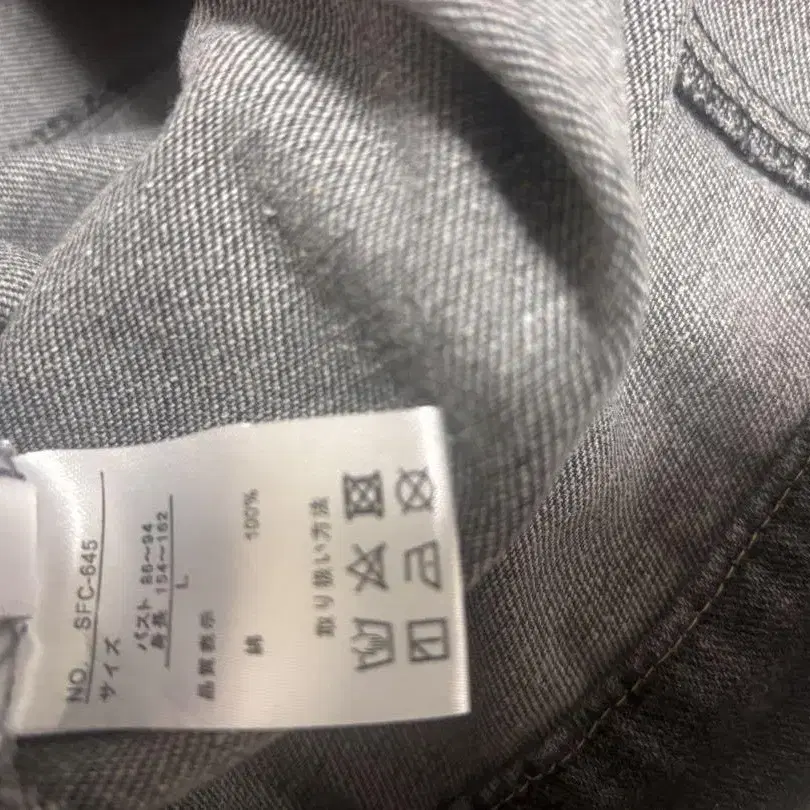 NO. SFC-645
サイズ
バスト 86～94
身長 154～162
L
品質表示
綿 100%
取り扱い方法